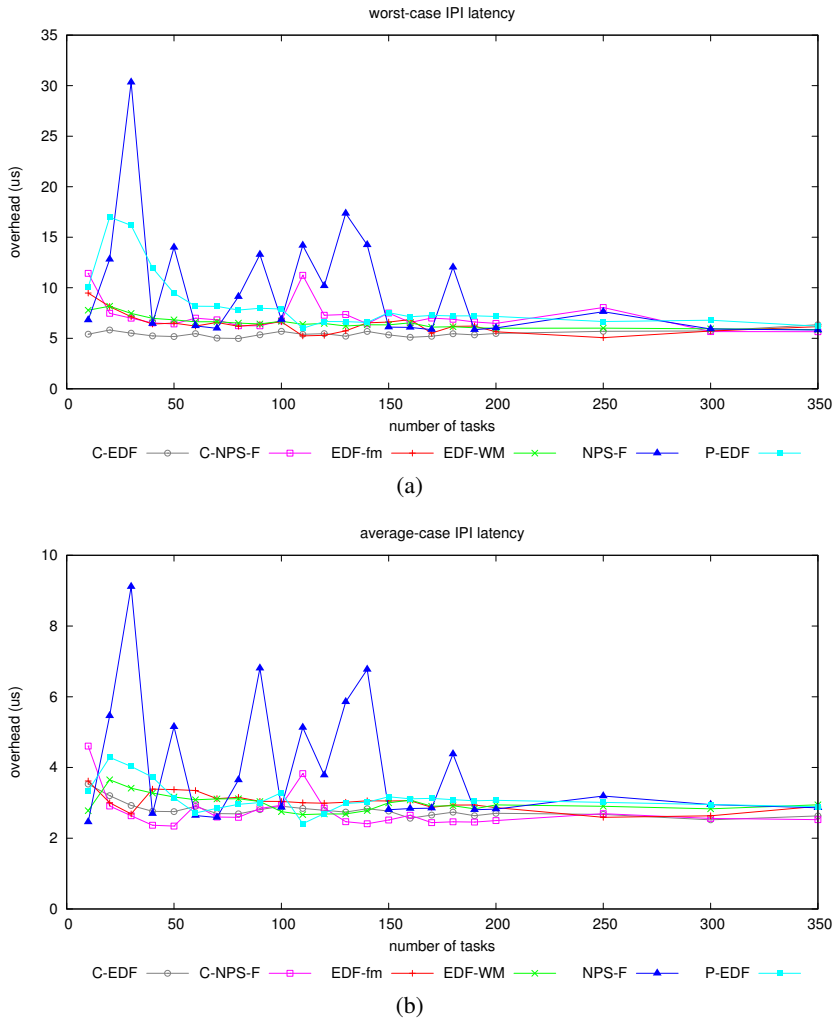 worst-case IPI latency
35
30
25
20
15
10
5
0
overhead (us)
0 50 100 150 200 250 300 350
number of tasks
C-EDF C-NPS-F EDF-fm EDF-WM NPS-F P-EDF
(a)
average-case IPI latency
10
8
6
4
2
0
overhead (us)
0 50 100 150 200 250 300 350
number of tasks
C-EDF C-NPS-F EDF-fm EDF-WM NPS-F P-EDF
(b)